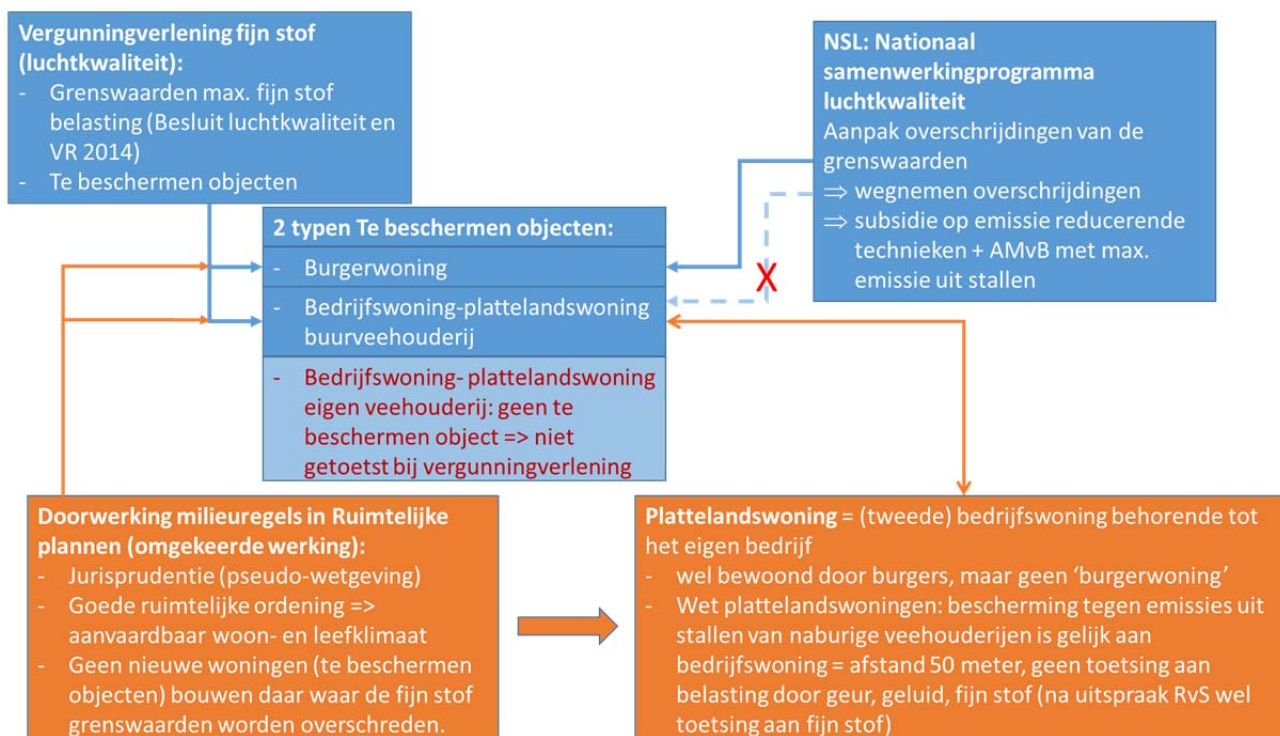 Vergunningverlening fijn stof
(luchtkwaliteit):
- Grenswaarden max. fijn stof
belasting (Besluit luchtkwaliteit en
VR 2014)
- Te beschermen objecten
NSL: Nationaal
samenwerkingprogramma
luchtkwaliteit
Aanpak overschrijdingen van de
grenswaarden
⇒ wegnemen overschrijdingen
⇒ subsidie op emissie reducerende
technieken + AMvB met max.
emissie uit stallen
2 typen Te beschermen objecten:
- Burgerwoning
- Bedrijfswoning-plattelandswoning
buurveehouderij
- Bedrijfswoning- plattelandswoning
eigen veehouderij: geen te
beschermen object => niet
getoetst bij vergunningverlening
X
Doorwerking milieuregels in Ruimtelijke
plannen (omgekeerde werking):
- Jurisprudentie (pseudo-wetgeving)
- Goede ruimtelijke ordening =>
aanvaardbaar woon- en leefklimaat
- Geen nieuwe woningen (te beschermen
objecten) bouwen daar waar de fijn stof
grenswaarden worden overschreden.
Plattelandswoning = (tweede) bedrijfswoning behorende tot
het eigen bedrijf
- wel bewoond door burgers, maar geen ‘burgerwoning’
- Wet plattelandswoningen: bescherming tegen emissies uit
stallen van naburige veehouderijen is gelijk aan
bedrijfswoning = afstand 50 meter, geen toetsing aan
belasting door geur, geluid, fijn stof (na uitspraak RvS wel
toetsing aan fijn stof)